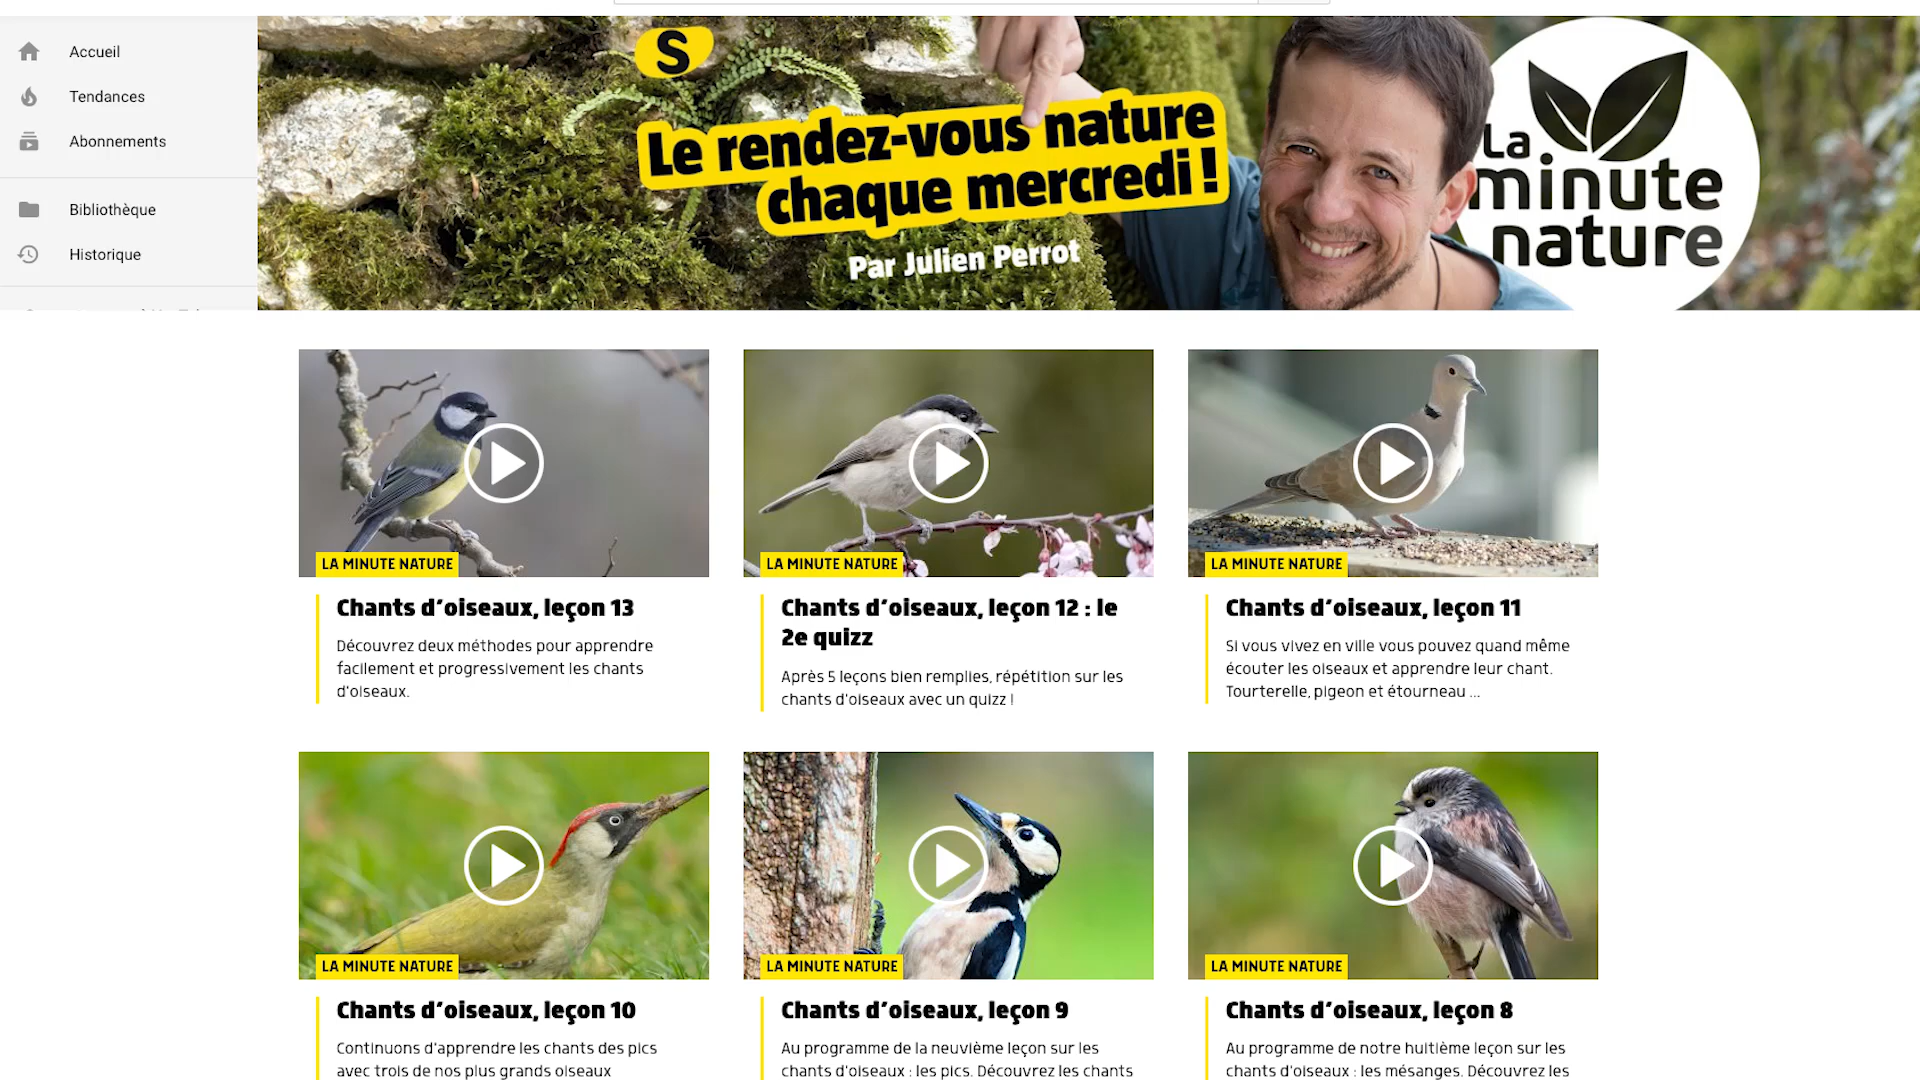 Accueil
Tendances
Abonnements
Bibliothèque
Historique
S
Le rendez-vous nature
chaque mercredi !
Par Julien Perrot
La
minute
nature
LA MINUTE NATURE
Chants d'oiseaux, leçon 13
Découvrez deux méthodes pour apprendre
facilement et progressivement les chants
d'oiseaux.
LA MINUTE NATURE
Chants d'oiseaux, leçon 12 : le
2e quizz
Après 5 leçons bien remplies, répétition sur les
chants d'oiseaux avec un quizz !
LA MINUTE NATURE
Chants d'oiseaux, leçon 11
Si vous vivez en ville vous pouvez quand même
écouter les oiseaux et apprendre leur chant.
Tourterelle, pigeon et étourneau ...
LA MINUTE NATURE
Chants d'oiseaux, leçon 10
Continuons d'apprendre les chants des pics
avec trois de nos plus grands oiseaux
LA MINUTE NATURE
Chants d'oiseaux, leçon 9
Au programme de la neuvième leçon sur les
chants d'oiseaux : les pics. Découvrez les chants
LA MINUTE NATURE
Chants d'oiseaux, leçon 8
Au programme de notre huitième leçon sur les
chants d'oiseaux : les mésanges. Découvrez les